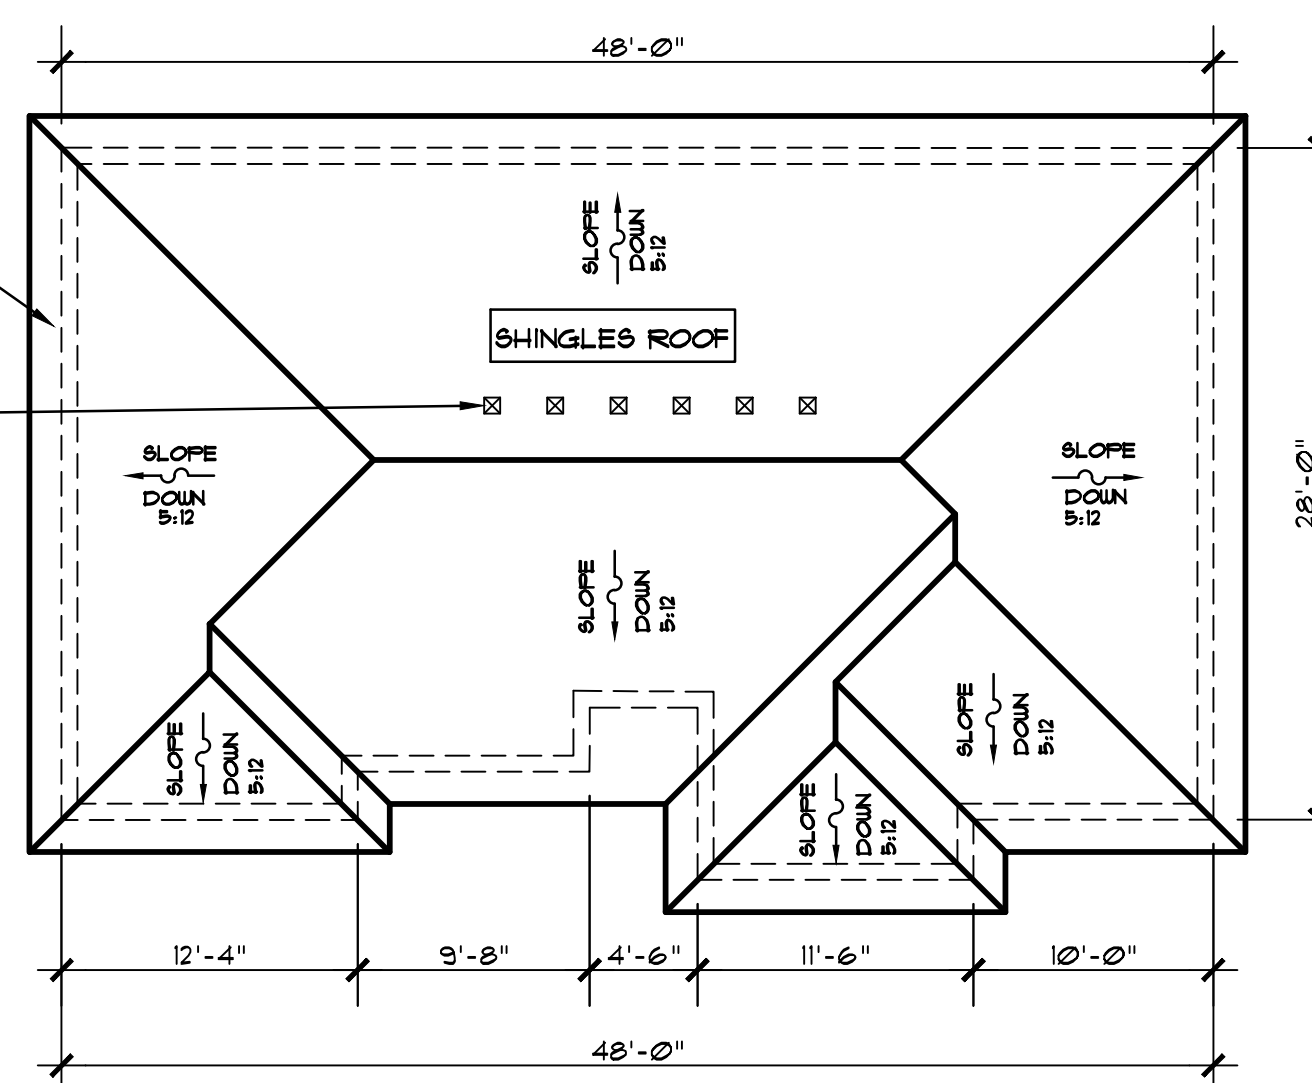 48'-0"
SLOPE
DOWN
5:12
SHINGLES ROOF
SLOPE
DOWN
5:12
SLOPE
DOWN
5:12
28'-0"
SLOPE
DOWN
5:12
SLOPE
DOWN
5:12
SLOPE
DOWN
5:12
SLOPE
DOWN
5:12
12'-4"
9'-8"
4'-6"
11'-6"
10'-0"
48'-0"